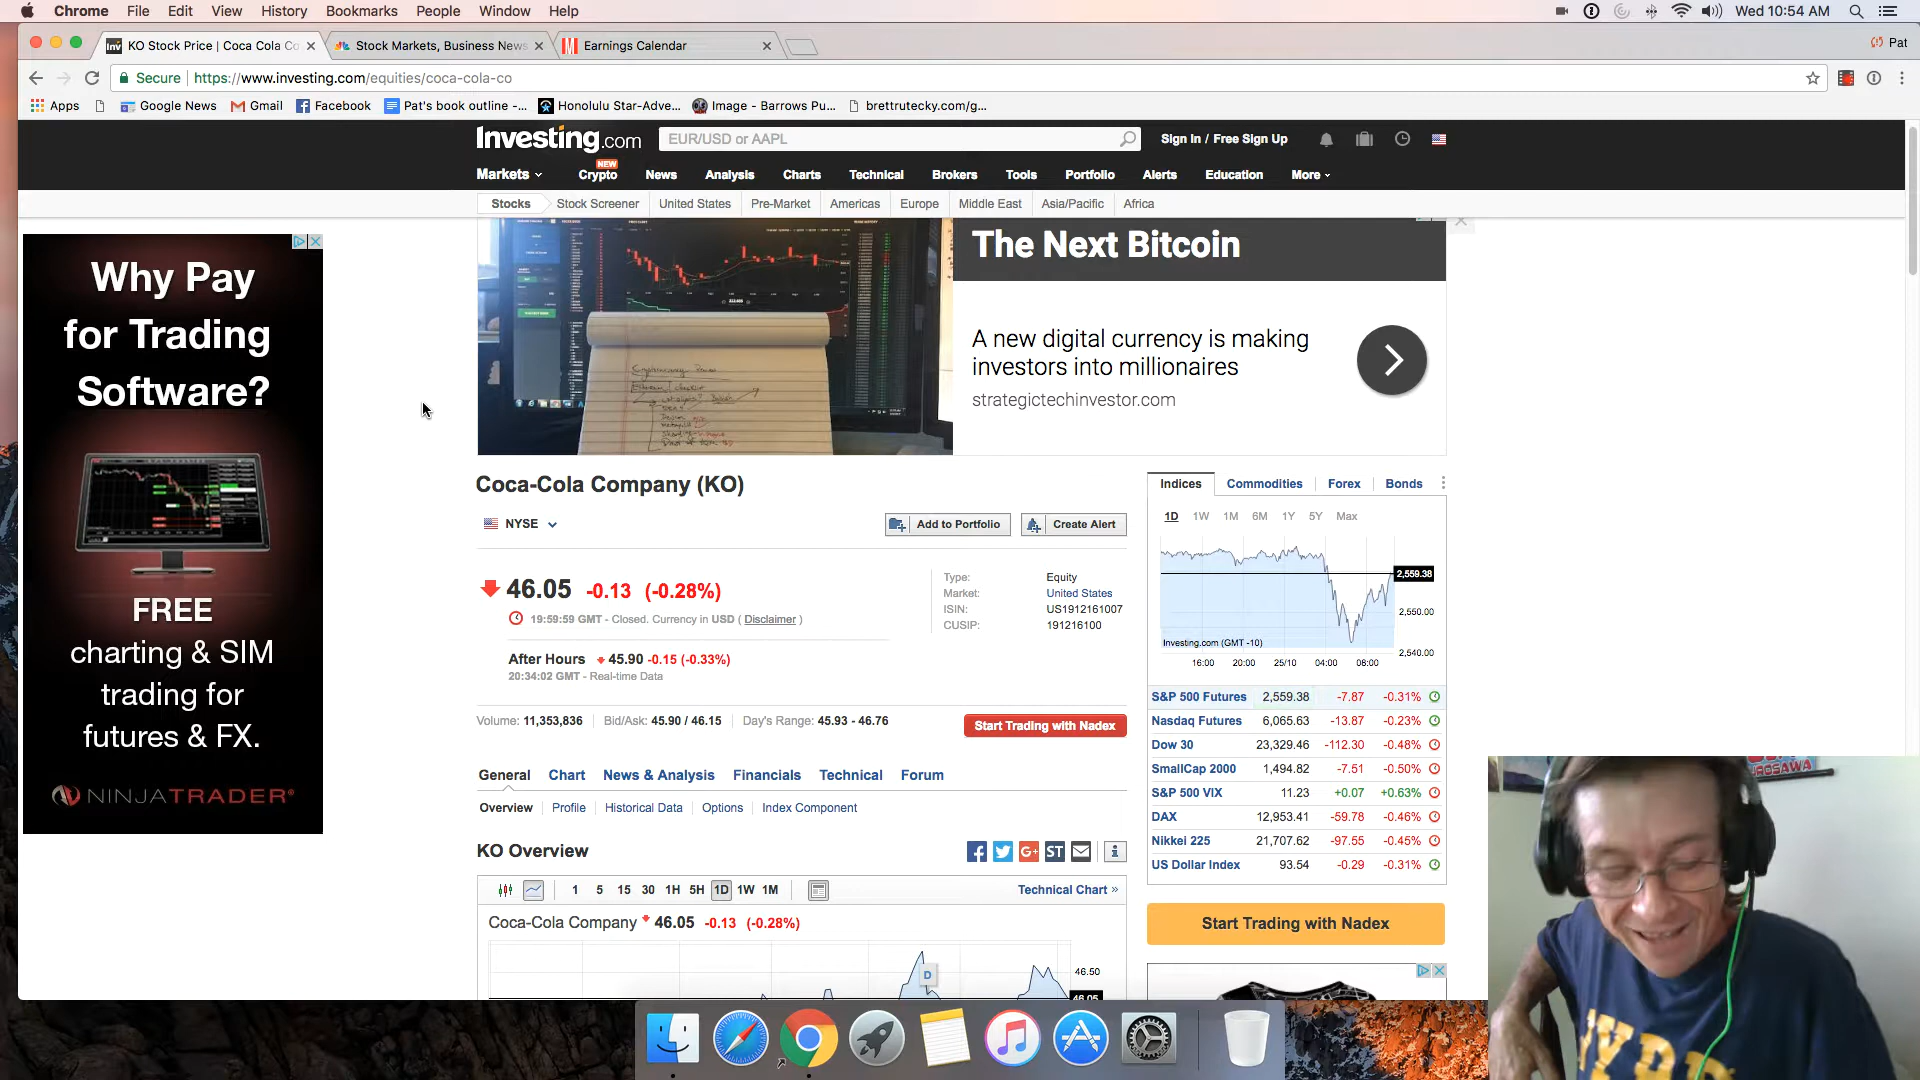 Chrome File Edit View History Bookmarks People Window Help Wed 10:54 AM
KO Stock Price | Coca Cola Co Stock Markets, Business News Earnings Calendar Pat
Secure https://www.investing.com/equities/coca-cola-co
Apps Google News Gmail Facebook Pat's book outline -... Honolulu Star-Adve... Image - Barrows Pu... brettrutecky.com/g...
Investing.com EUR/USD or AAPL Sign In / Free Sign Up
NEW
Markets Crypto News Analysis Charts Technical Brokers Tools Portfolio Alerts Education More
Stocks Stock Screener United States Pre-Market Americas Europe Middle East Asia/Pacific Africa
Why Pay
for Trading
Software?
FREE
charting & SIM
trading for
futures & FX.
NINJATRADER
The Next Bitcoin
A new digital currency is making
investors into millionaires
strategictechinvestor.com
Coca-Cola Company (KO)
NYSE Add to Portfolio Create Alert
46.05 -0.13 (-0.28%)
19:59:59 GMT - Closed. Currency in USD ( Disclaimer )
After Hours 45.90 -0.15 (-0.33%)
20:34:02 GMT - Real-time Data
Type: Equity
Market: United States
ISIN: US1912161007
CUSIP: 191216100
Volume: 11,353,836 Bid/Ask: 45.90 / 46.15 Day's Range: 45.93 - 46.76
Start Trading with Nadex
General Chart News & Analysis Financials Technical Forum
Overview Profile Historical Data Options Index Component
KO Overview
ST
1 5 15 30 1H 5H 1D 1W 1M Technical Chart »
Coca-Cola Company 46.05 -0.13 (-0.28%)
D
46.50
46.05
Indices Commodities Forex Bonds
1D 1W 1M 6M 1Y 5Y Max
2,559.38
2,550.00
2,540.00
Investing.com (GMT -10)
16:00 20:00 25/10 04:00 08:00
S&P 500 Futures 2,559.38 -7.87 -0.31%
Nasdaq Futures 6,065.63 -13.87 -0.23%
Dow 30 23,329.46 -112.30 -0.48%
SmallCap 2000 1,494.82 -7.51 -0.50%
S&P 500 VIX 11.23 +0.07 +0.63%
DAX 12,953.41 -59.78 -0.46%
Nikkei 225 21,707.62 -97.55 -0.45%
US Dollar Index 93.54 -0.29 -0.31%
Start Trading with Nadex